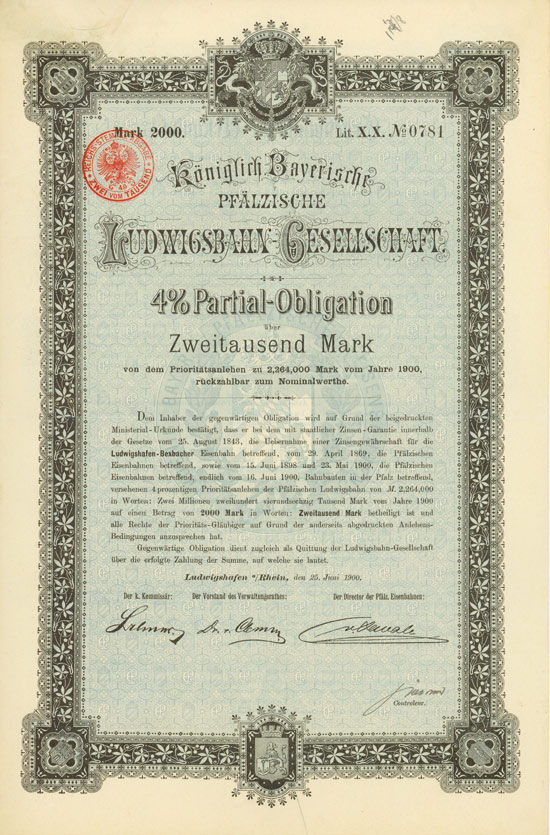 Mark 2000. Lit. X.X. No 0781
REICHS-STEMPEL-ABGABE
ZWEI VOM TAUSEND
Königlich Bayerische
PFÄLZISCHE
LUDWIGSBAHN-GESELLSCHAFT.
4% Partial-Obligation
über
Zweitausend Mark
von dem Prioritätsanlehen zu 2,264,000 Mark vom Jahre 1900,
rückzahlbar zum Nominalwerthe.
Dem Inhaber der gegenwärtigen Obligation wird auf Grund der beigedruckten
Ministerial-Urkunde bestätigt, dass er bei dem mit staatlicher Zinsen-Garantie innerhalb
der Gesetze vom 25. August 1843, die Uebernahme einer Zinsengewährschaft für die
Ludwigshafen-Bexbacher Eisenbahn betreffend, vom 29. April 1869, die Pfälzischen
Eisenbahnen betreffend, sowie vom 15. Juni 1898 und 23. Mai 1900, die Pfälzischen
Eisenbahnen betreffend, endlich vom 16. Juni 1900, Bahnbauten in der Pfalz betreffend,
versehenen 4 prozentigen Prioritätsanlehen der Pfälzischen Ludwigsbahn von M. 2,264,000
in Worten: Zwei Millionen zweihundert vierundsechzig Tausend Mark vom Jahre 1900
auf einen Betrag von 2000 Mark in Worten: Zweitausend Mark betheiligt ist und
alle Rechte der Prioritäts-Gläubiger auf Grund der anderseits abgedruckten Anlehens-
Bedingungen anzusprechen hat.
Gegenwärtige Obligation dient zugleich als Quittung der Ludwigsbahn-Gesellschaft
über die erfolgte Zahlung der Summe, auf welche sie lautet.
Ludwigshafen a/Rhein, den 25. Juni 1900.
Der k. Kommissär: Der Vorstand des Verwaltungsrathes: Der Director der Pfälz. Eisenbahnen:
Controleur.